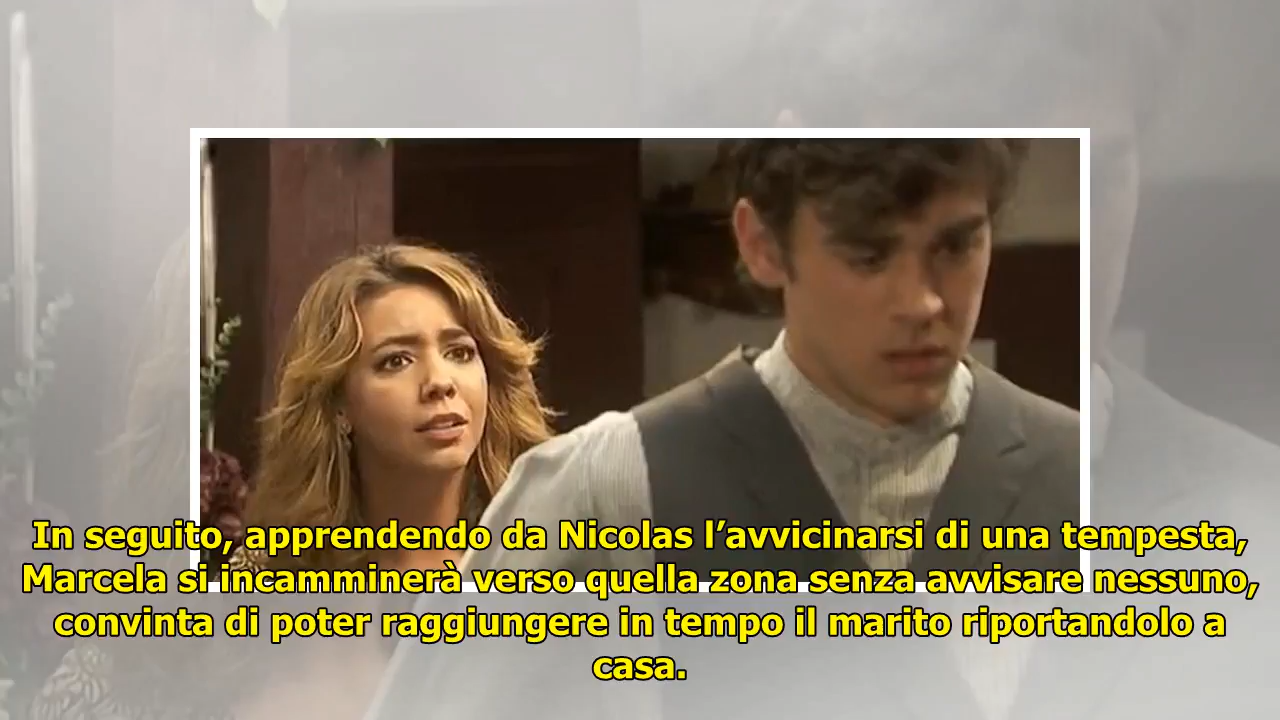 In seguito, apprendendo da Nicolas l’avvicinarsi di una tempesta,
Marcela si incamminerà verso quella zona senza avvisare nessuno,
convinta di poter raggiungere in tempo il marito riportandolo a
casa.